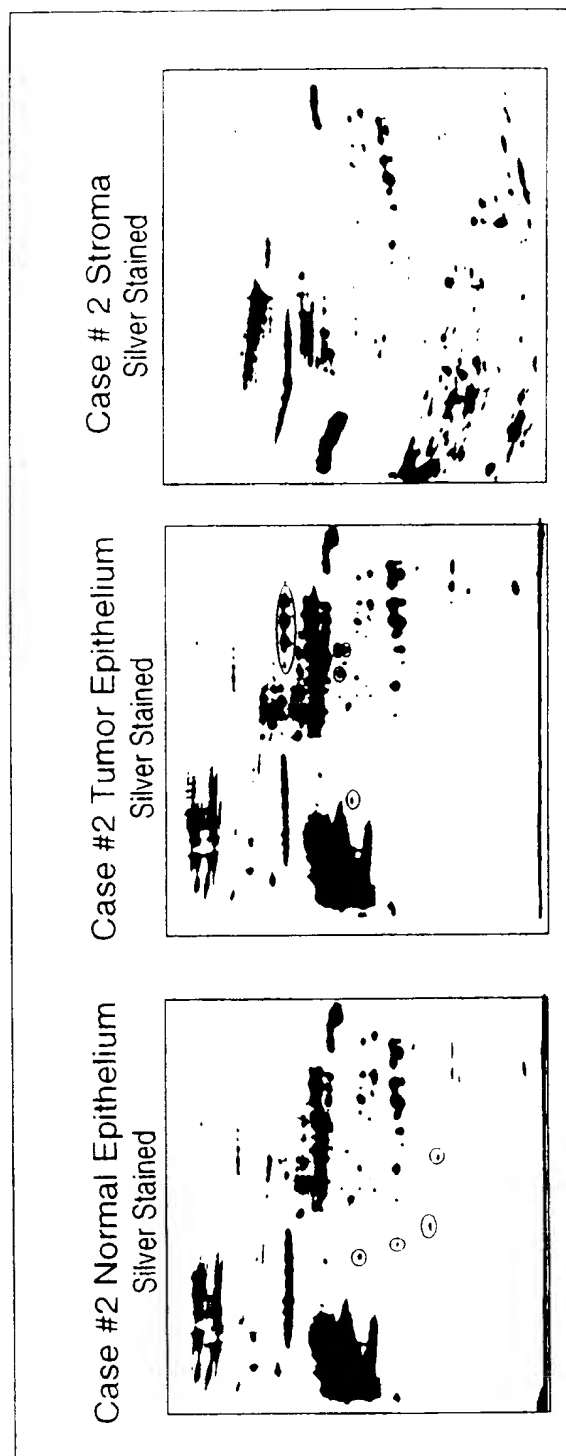 Case #2 Normal Epithelium
Silver Stained
Case #2 Tumor Epithelium
Silver Stained
Case # 2 Stroma
Silver Stained